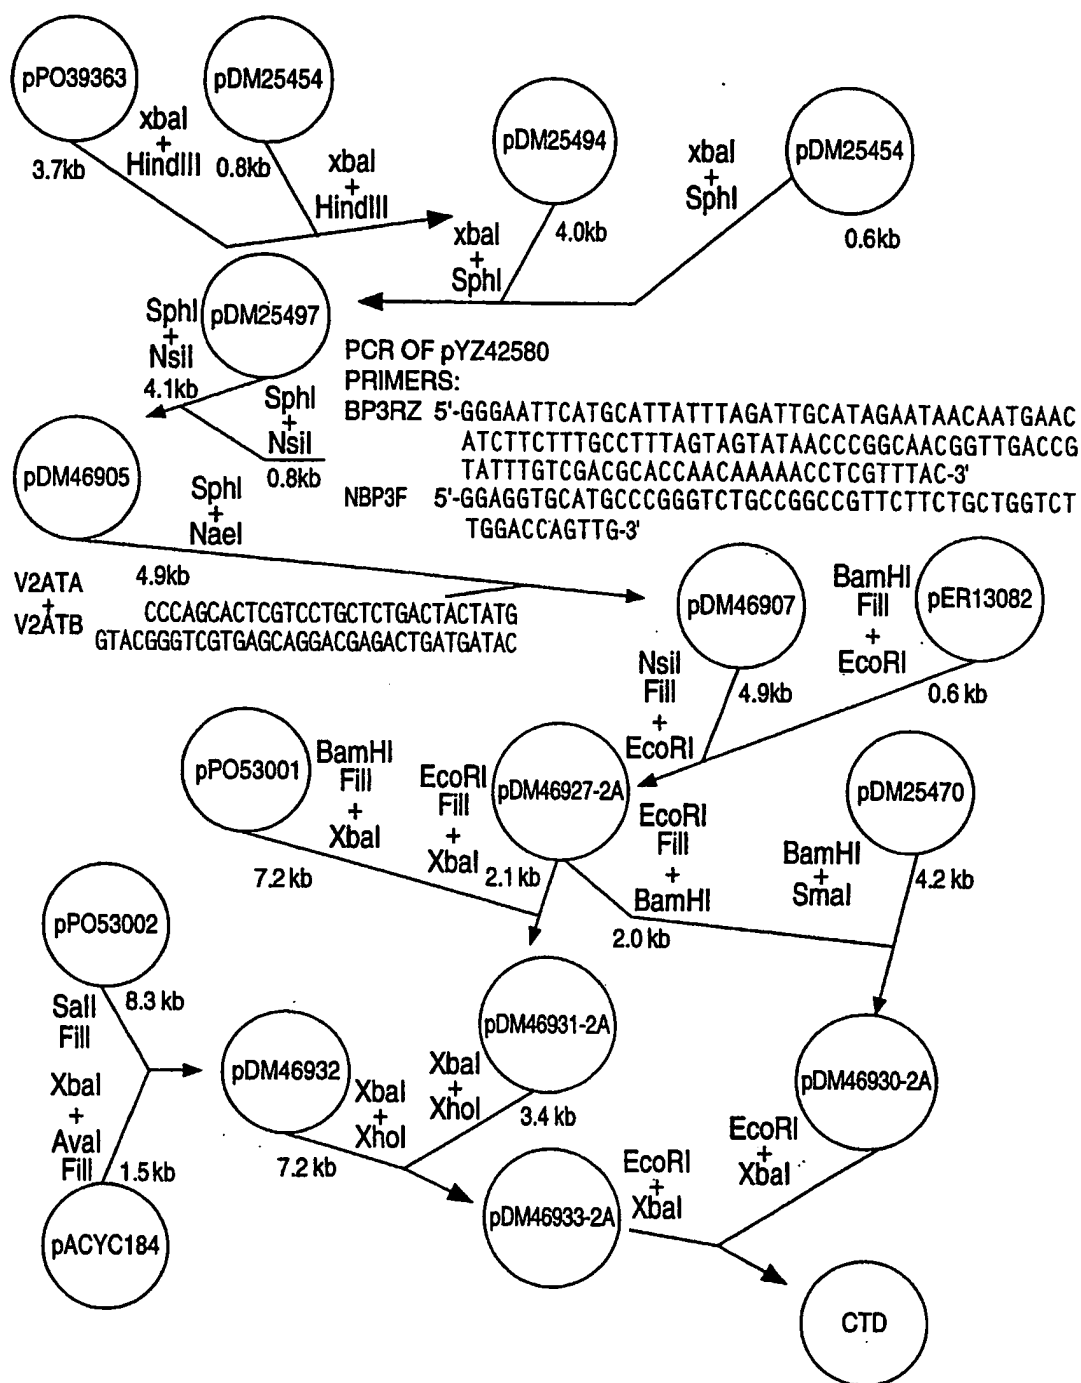 pPO39363
pDM25454
xbaI
+
HindIII
3.7kb
0.8kb
xbaI
+
HindIII
pDM25494
xbaI
+
SphI
pDM25454
4.0kb
0.6kb
xbaI
+
SphI
pDM25497
SphI
+
NsiI
4.1kb
SphI
+
NsiI
0.8kb
PCR OF pYZ42580
PRIMERS:
BP3RZ 5'-GGGAATTCATGCATTATTTAGATTGCATAGAATAACAATGAAC
ATCTTCTTTGCCTTTAGTAGTATAACCCGGCAACGGTTGACCG
TATTTGTCGACGCACCAACAAAAACCTCGTTTAC-3'
NBP3F 5'-GGAGGTGCATGCCCGGGTCTGCCGGCCGTTCTTCTGCTGGTCT
TGGACCAGTTG-3'
pDM46905
SphI
+
NaeI
4.9kb
V2ATA
+
V2ATB
CCCAGCACTCGTCCTGCTCTGACTACTATG
GTACGGGTCGTGAGCAGGACGAGACTGATGATAC
pDM46907
BamHI
Fill
+
EcoRI
pER13082
NsiI
Fill
+
EcoRI
4.9kb
0.6 kb
pPO53001
BamHI
Fill
+
XbaI
EcoRI
Fill
+
XbaI
pDM46927-2A
EcoRI
Fill
+
BamHI
pDM25470
BamHI
+
SmaI
4.2 kb
7.2 kb
2.1 kb
2.0 kb
pPO53002
SalI
Fill
8.3 kb
XbaI
+
AvaI
Fill
1.5kb
pACYC184
pDM46932
XbaI
+
XhoI
7.2 kb
pDM46931-2A
XbaI
+
XhoI
3.4 kb
pDM46930-2A
EcoRI
+
XbaI
pDM46933-2A
EcoRI
+
XbaI
CTD